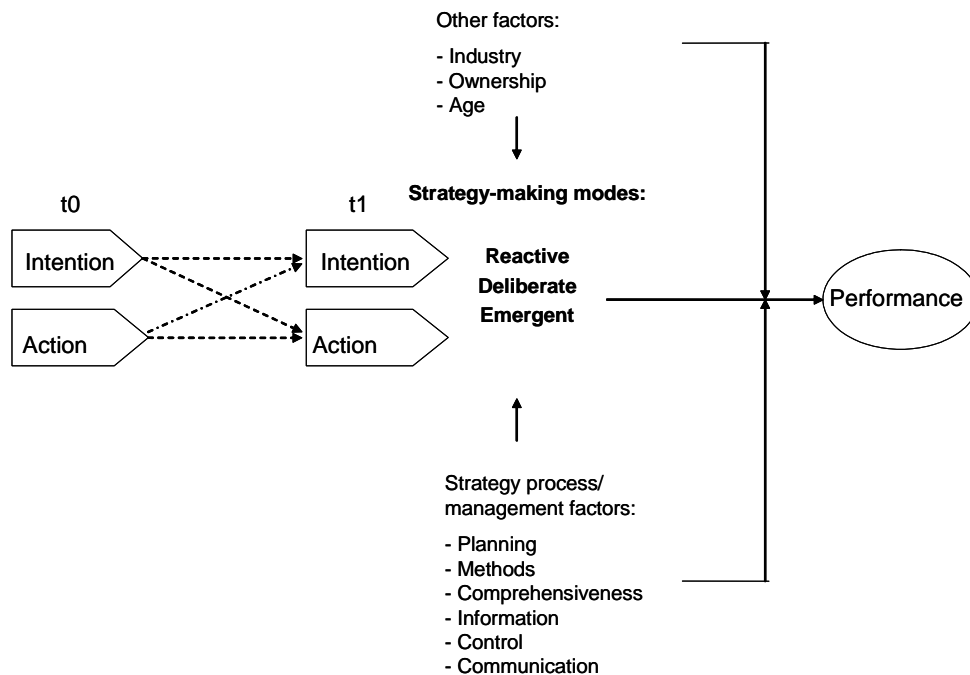 Other factors:
- Industry
- Ownership
- Age
Strategy-making modes:
t0
t1
Intention
Intention
Reactive
Deliberate
Emergent
Performance
Action
Action
Strategy process/
management factors:
- Planning
- Methods
- Comprehensiveness
- Information
- Control
- Communication